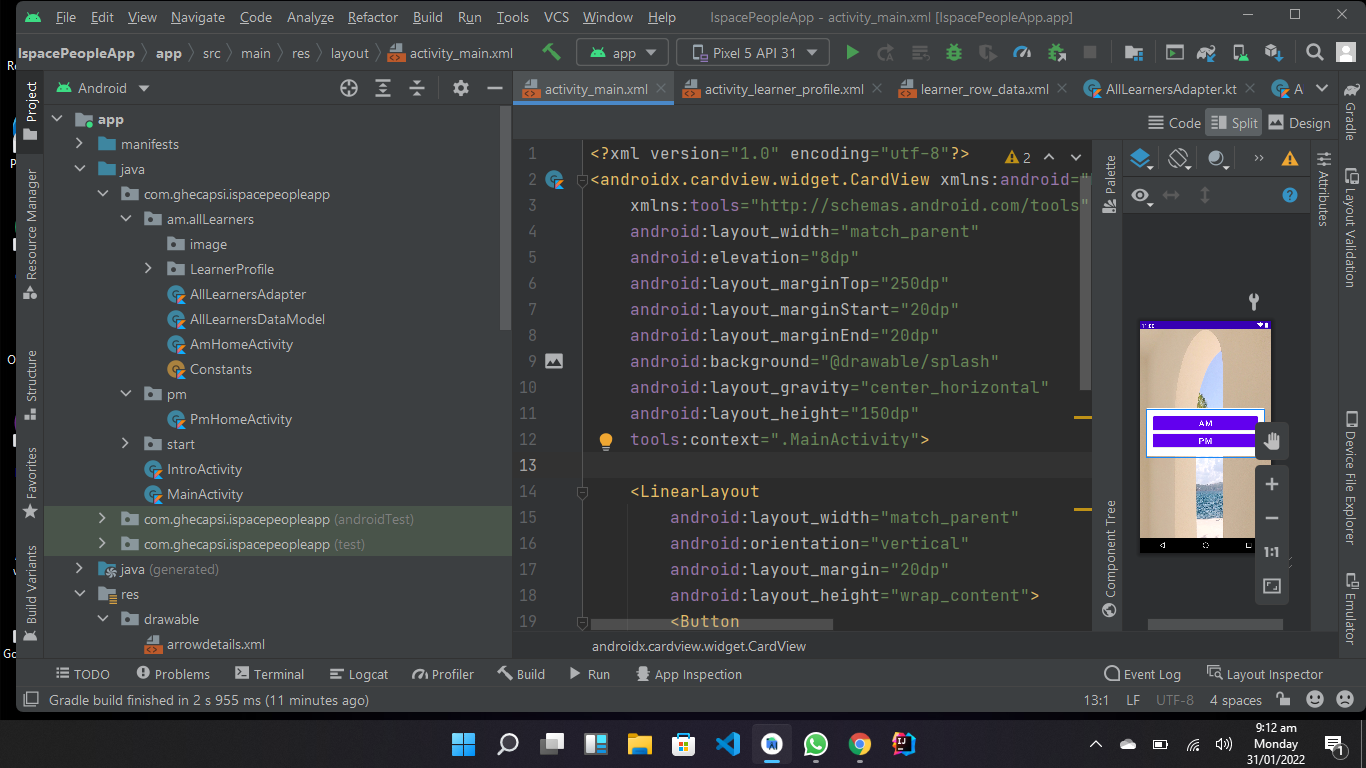 File Edit View Navigate Code Analyze Refactor Build Run Tools VCS Window Help IspacePeopleApp - activity_main.xml [IspacePeopleApp.app]
IspacePeopleApp app src main res layout activity_main.xml app Pixel 5 API 31
Android
activity_main.xml activity_learner_profile.xml learner_row_data.xml AllLearnersAdapter.kt A
Code Split Design
Project
Resource Manager
Structure
Favorites
Build Variants
app
manifests
java
com.ghecapsi.ispacepeopleapp
am.allLearners
image
LearnerProfile
AllLearnersAdapter
AllLearnersDataModel
AmHomeActivity
Constants
pm
PmHomeActivity
start
IntroActivity
MainActivity
com.ghecapsi.ispacepeopleapp (androidTest)
com.ghecapsi.ispacepeopleapp (test)
java (generated)
res
drawable
arrowdetails.xml
1 <?xml version="1.0" encoding="utf-8"?>
2 <androidx.cardview.widget.CardView xmlns:android="
3 xmlns:tools="http://schemas.android.com/tools"
4 android:layout_width="match_parent"
5 android:elevation="8dp"
6 android:layout_marginTop="250dp"
7 android:layout_marginStart="20dp"
8 android:layout_marginEnd="20dp"
9 android:background="@drawable/splash"
10 android:layout_gravity="center_horizontal"
11 android:layout_height="150dp"
12 tools:context=".MainActivity">
13
14 <LinearLayout
15 android:layout_width="match_parent"
16 android:orientation="vertical"
17 android:layout_margin="20dp"
18 android:layout_height="wrap_content">
19 <Button
2
androidx.cardview.widget.CardView
Palette
Component Tree
AM
PM
1:1
Attributes
Gradle
Layout Validation
Device File Explorer
Emulator
TODO Problems Terminal Logcat Profiler Build Run App Inspection Event Log Layout Inspector
Gradle build finished in 2 s 955 ms (11 minutes ago) 13:1 LF UTF-8 4 spaces
9:12 am
Monday
31/01/2022
1